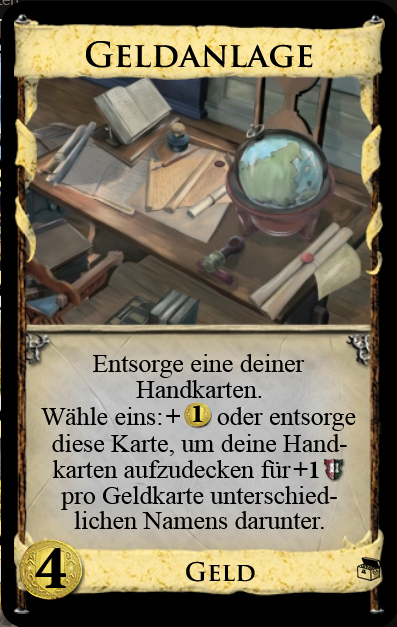 GELDANLAGE
Entsorge eine deiner
Handkarten.
Wähle eins: + 1 oder entsorge
diese Karte, um deine Hand-
karten aufzudecken für +1
pro Geldkarte unterschied-
lichen Namens darunter.
4 GELD